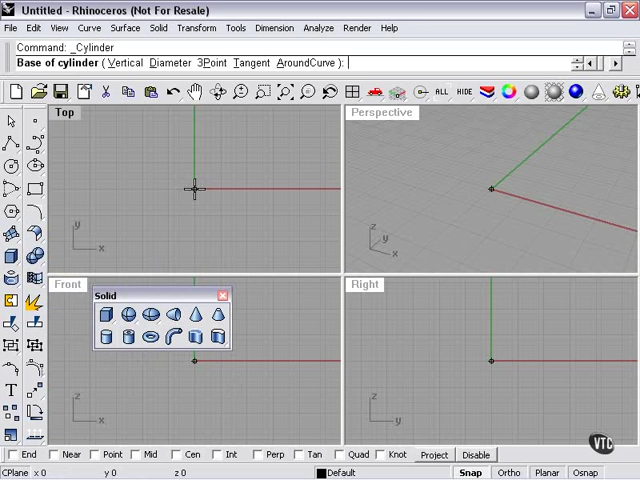 Untitled - Rhinoceros (Not For Resale)
File Edit View Curve Surface Solid Mesh Dimension Transform Tools Analyze Render Help
Command: _Cylinder
Base of cylinder ( Vertical Diameter 3Point Tangent AroundCurve ):
ALL HIDE
Top
Perspective
y
x
z
y
x
Front
Right
Solid
z
x
z
y
T
VTC
End Near Point Mid Cen Int Perp Tan Quad Knot Project Disable
CPlane x 0 y 0 z 0 Default Snap Ortho Planar Osnap